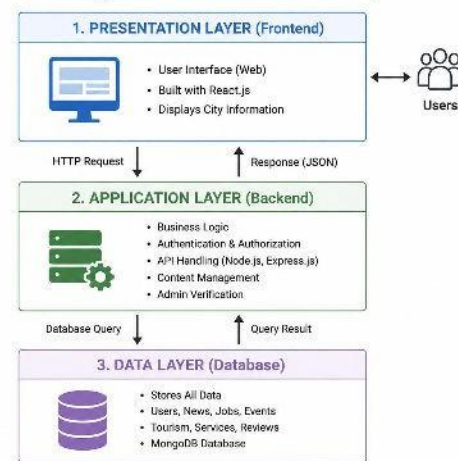 1. PRESENTATION LAYER (Frontend)
• User Interface (Web)
• Built with React.js
• Displays City Information
Users
HTTP Request
Response (JSON)
2. APPLICATION LAYER (Backend)
• Business Logic
• Authentication & Authorization
• API Handling (Node.js, Express.js)
• Content Management
• Admin Verification
Database Query
Query Result
3. DATA LAYER (Database)
• Stores All Data
• Users, News, Jobs, Events
• Tourism, Services, Reviews
• MongoDB Database